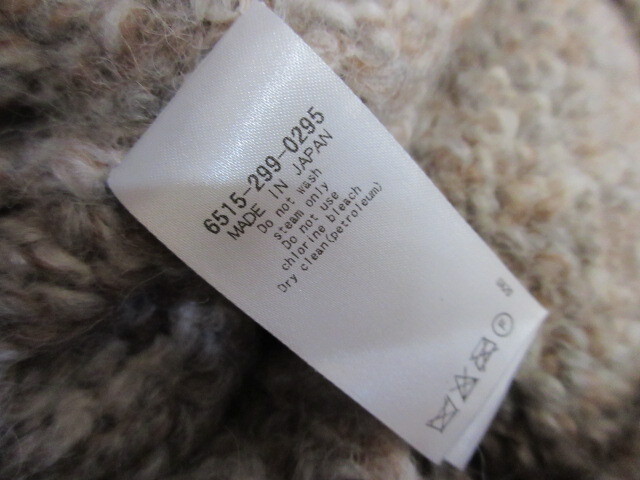 6515-299-0295
MADE IN JAPAN
Do not wash
steam only
Do not use
chlorine bleach
Dry clean(petroleum)